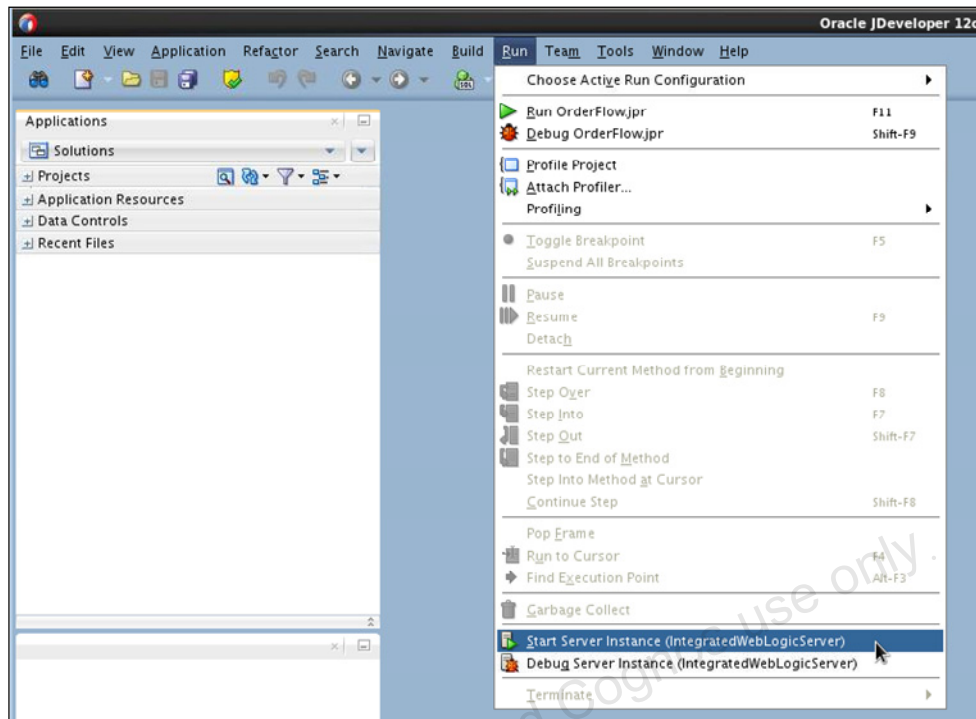 Oracle JDeveloper 12c
File Edit View Application Refactor Search Navigate Build Run Team Tools Window Help
Applications
Solutions
Projects
Application Resources
Data Controls
Recent Files
Choose Active Run Configuration
Run OrderFlow.jpr F11
Debug OrderFlow.jpr Shift-F9
Profile Project
Attach Profiler...
Profiling
Toggle Breakpoint F5
Suspend All Breakpoints
Pause
Resume F9
Detach
Restart Current Method from Beginning
Step Over F8
Step Into F7
Step Out Shift-F7
Step to End of Method
Step Into Method at Cursor
Continue Step Shift-F8
Pop Frame
Run to Cursor F4
Find Execution Point Alt-F3
Garbage Collect
Start Server Instance (IntegratedWebLogicServer)
Debug Server Instance (IntegratedWebLogicServer)
Terminate
Cognos use only.